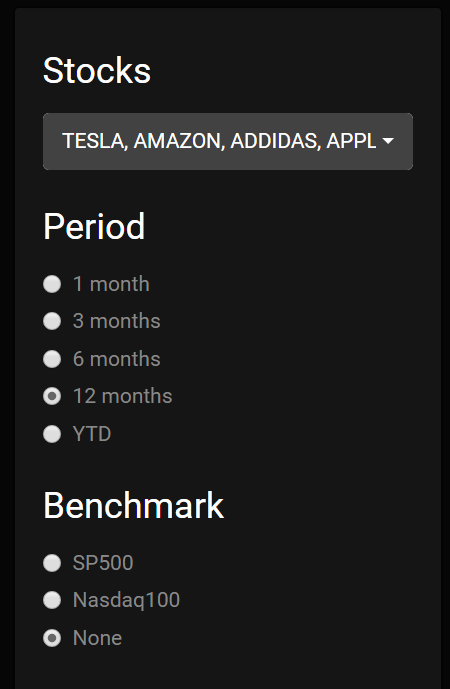 Stocks
TESLA, AMAZON, ADDIDAS, APPL
Period
1 month
3 months
6 months
12 months
YTD
Benchmark
SP500
Nasdaq100
None